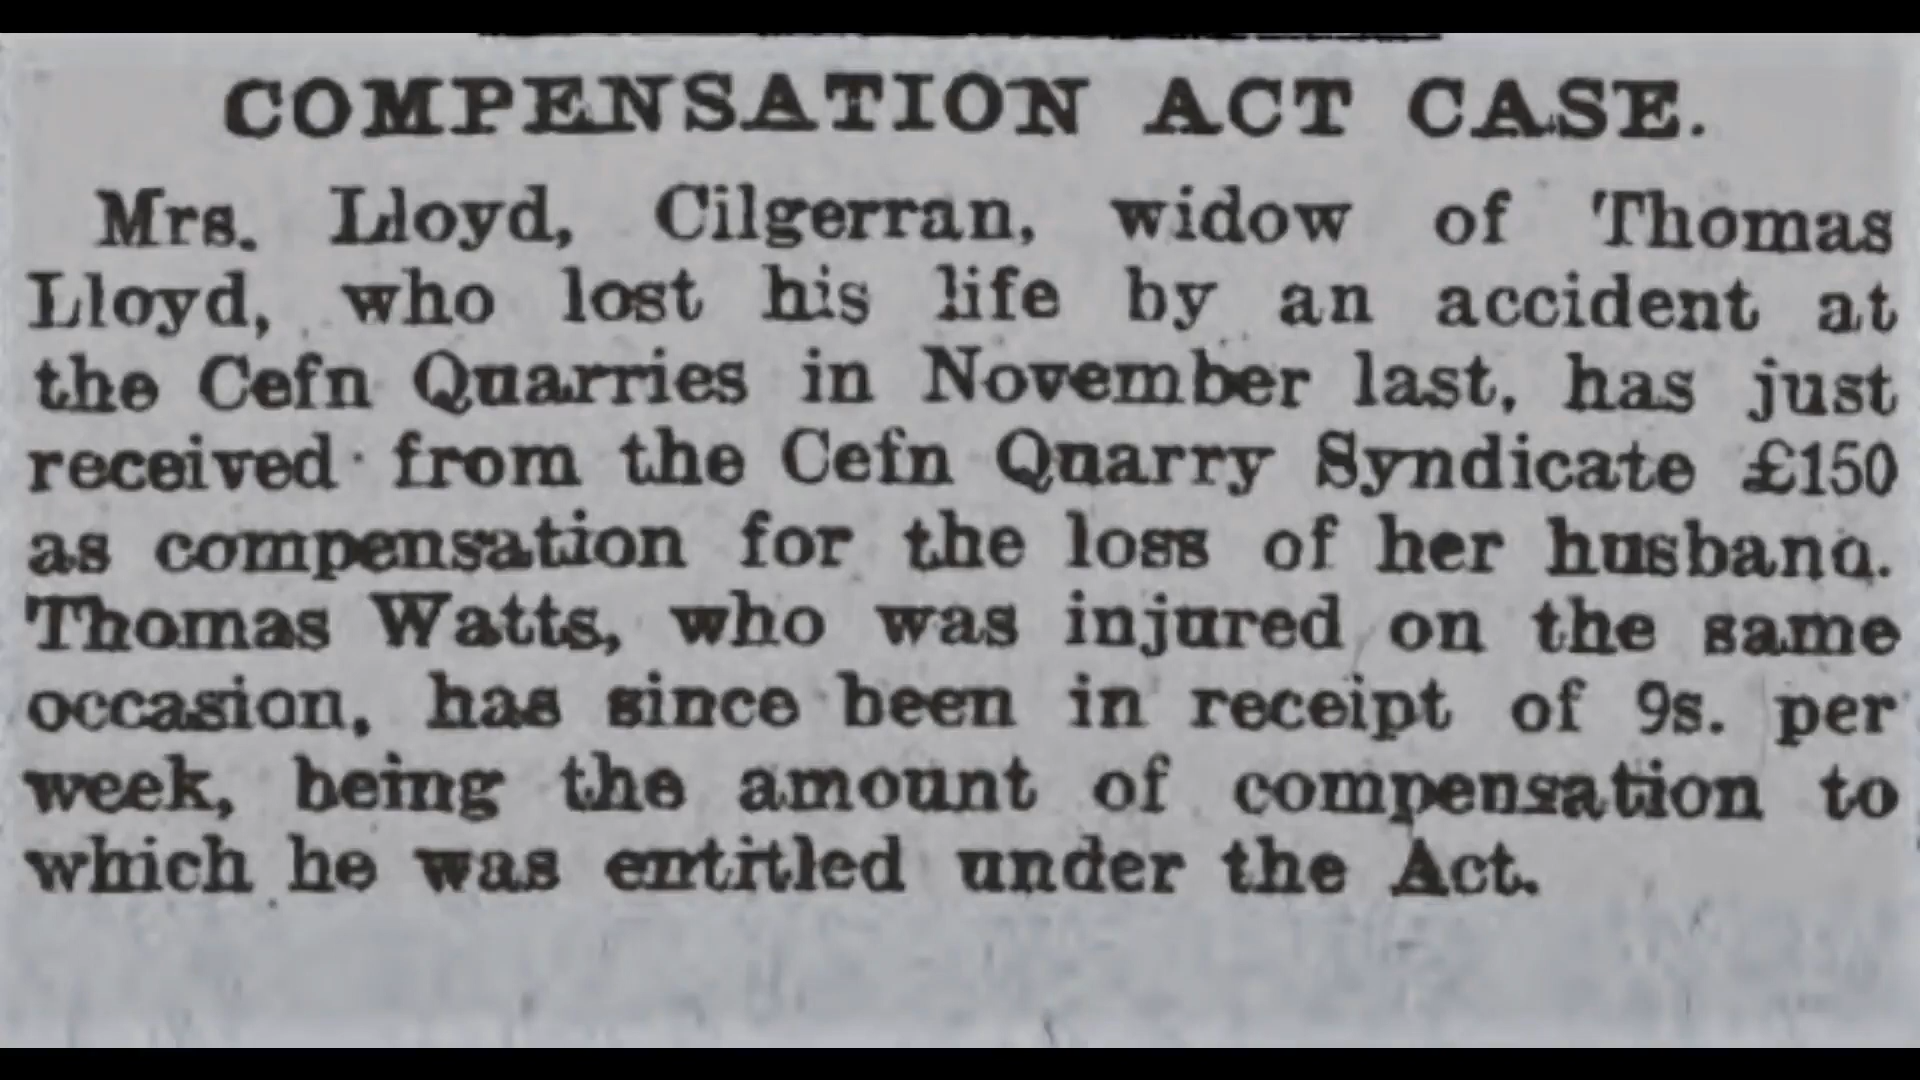 COMPENSATION ACT CASE.
Mrs. Lloyd, Cilgerran, widow of Thomas
Lloyd, who lost his life by an accident at
the Cefn Quarries in November last, has just
received from the Cefn Quarry Syndicate £150
as compensation for the loss of her husband.
Thomas Watts, who was injured on the same
occasion, has since been in receipt of 9s. per
week, being the amount of compensation to
which he was entitled under the Act.